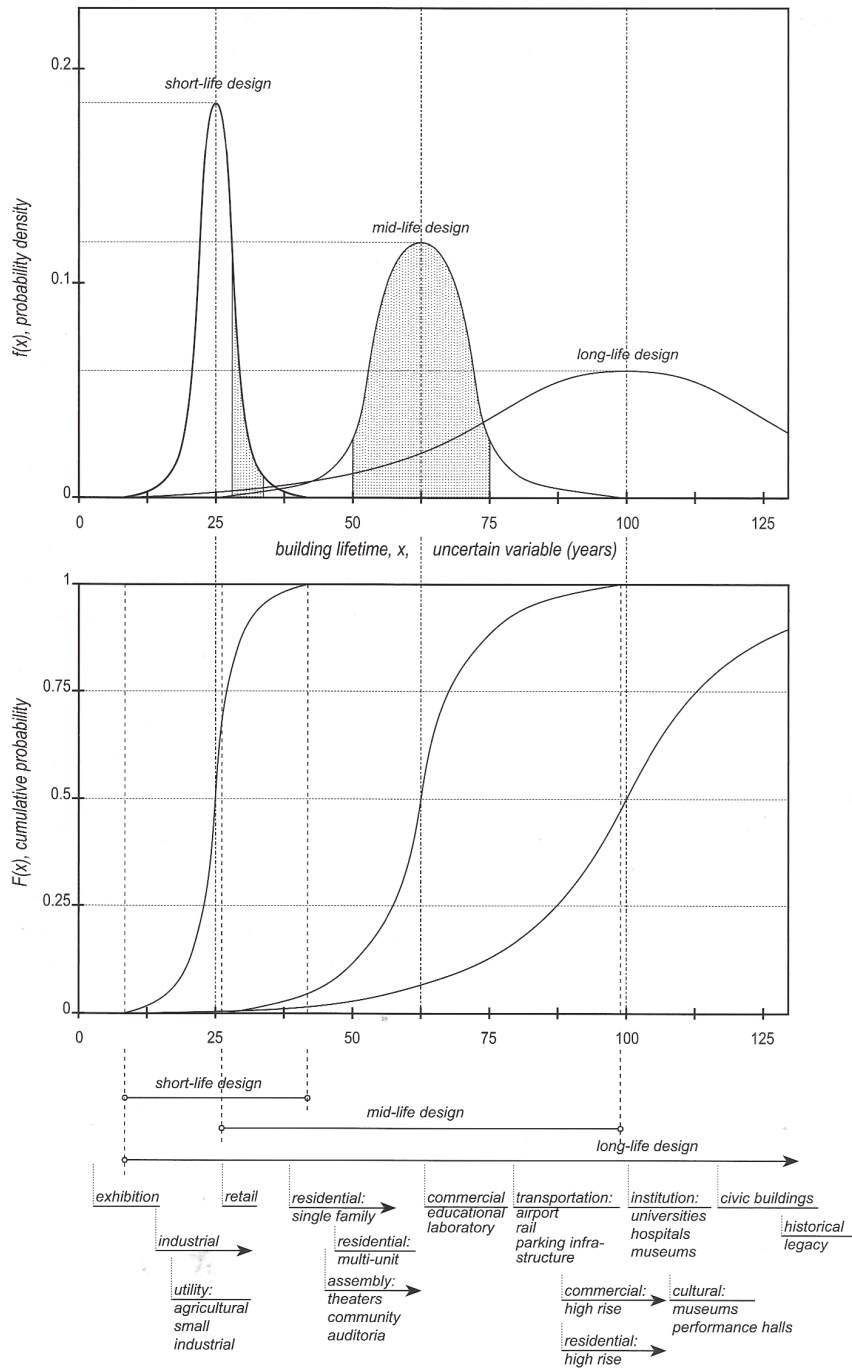 0.2
short-life design
mid-life design
0.1
long-life design
f(x), probability density
0
0 25 50 75 100 125
building lifetime, x, uncertain variable (years)
1
0.75
0.5
0.25
0
F(x), cumulative probability
0 25 50 75 100 125
short-life design
mid-life design
long-life design
exhibition
retail
residential:
single family
commercial
educational
laboratory
transportation:
airport
rail
parking infra-
structure
institution:
universities
hospitals
museums
civic buildings
historical
legacy
industrial
residential:
multi-unit
utility:
agricultural
small
industrial
assembly:
theaters
community
auditoria
commercial:
high rise
cultural:
museums
performance halls
residential:
high rise